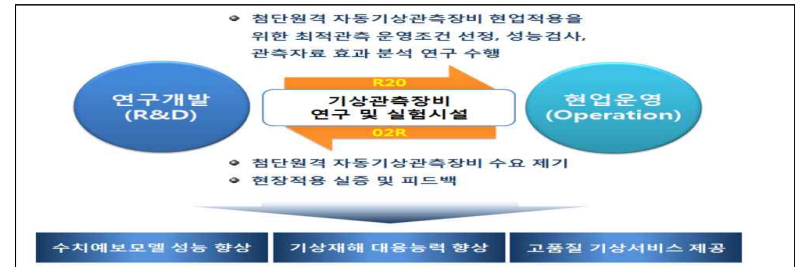 첨단원격 자동기상관측장비 현업적용을
위한 최적관측 운영조건 선정, 성능검사,
관측자료 효과 분석 연구 수행
R2O
연구개발
(R&D)
기상관측장비
연구 및 실험시설
현업운영
(Operation)
O2R
첨단원격 자동기상관측장비 수요 제기
현장적용 실증 및 피드백
수치예보모델 성능 향상
기상재해 대응능력 향상
고품질 기상서비스 제공